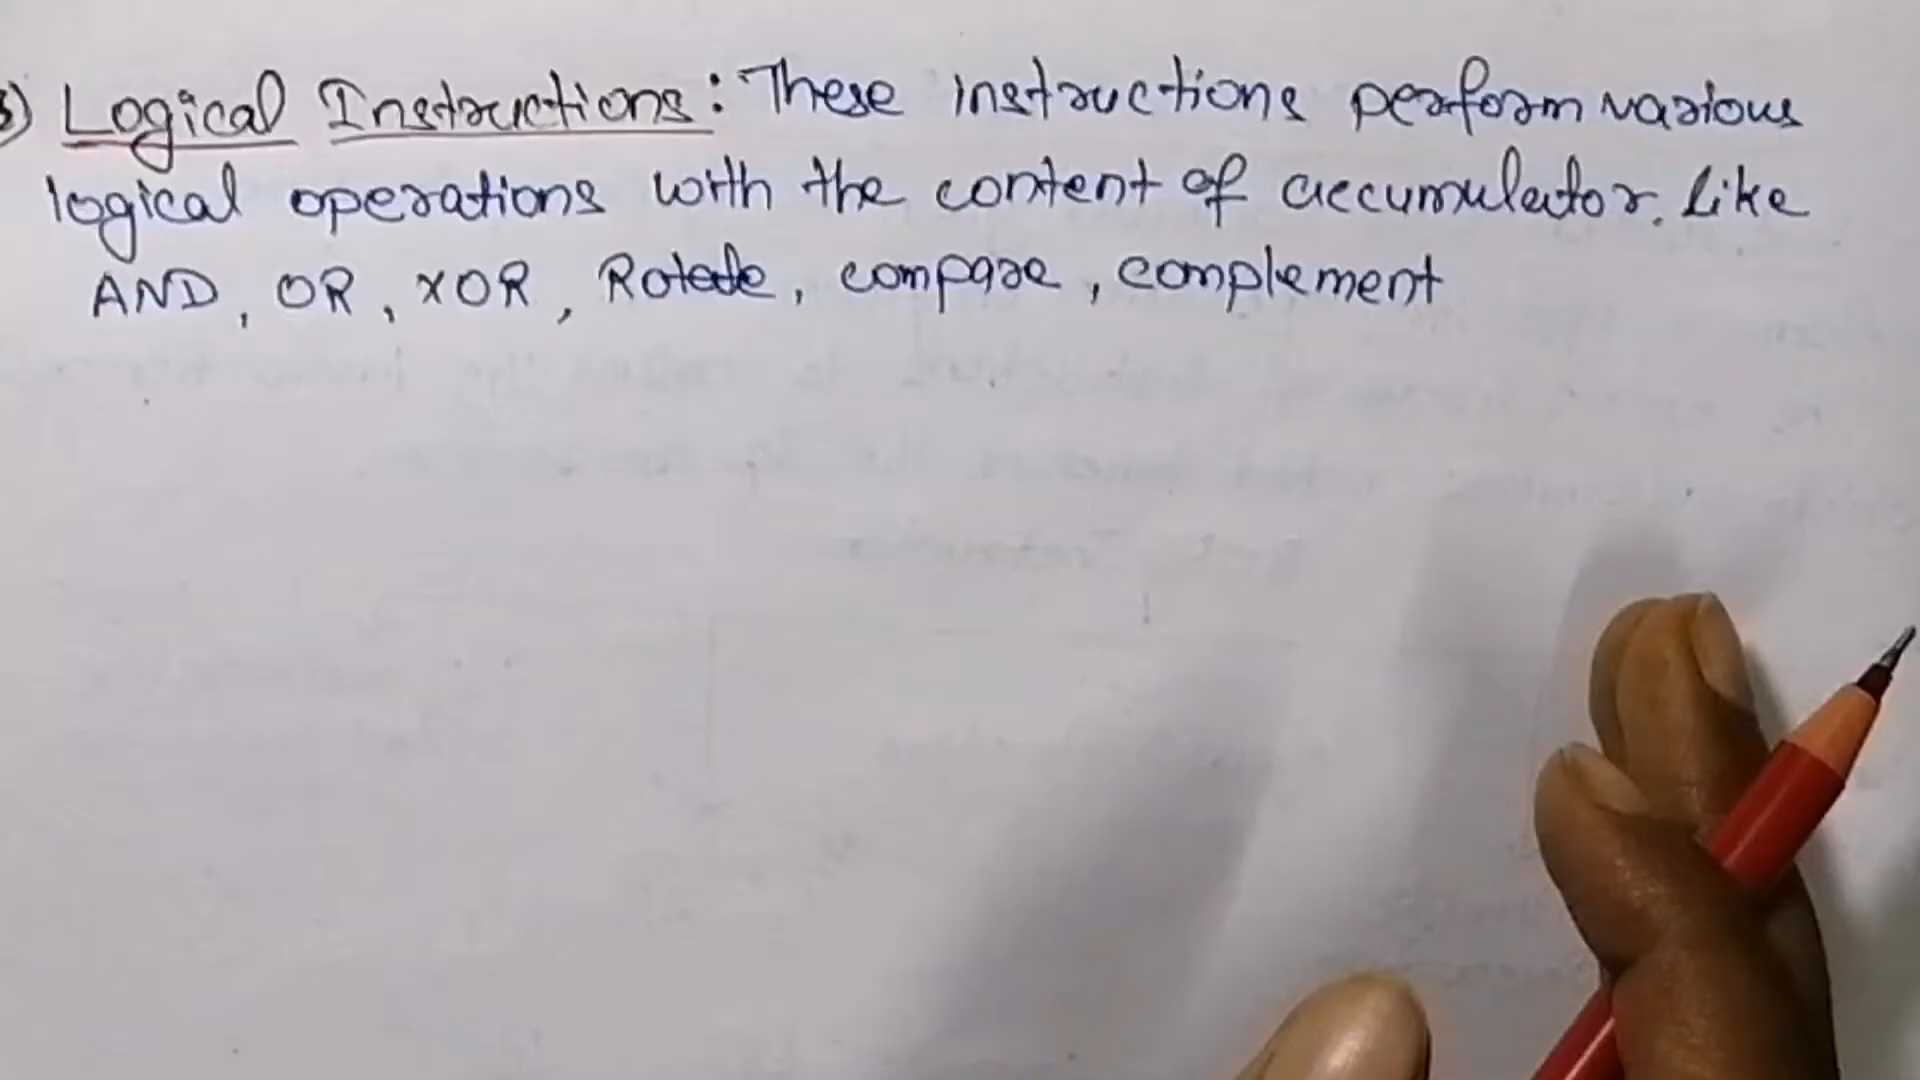 3) Logical Instructions: These instructions perform various
logical operations with the content of accumulator. Like
AND, OR, XOR, Rotate, compare, complement